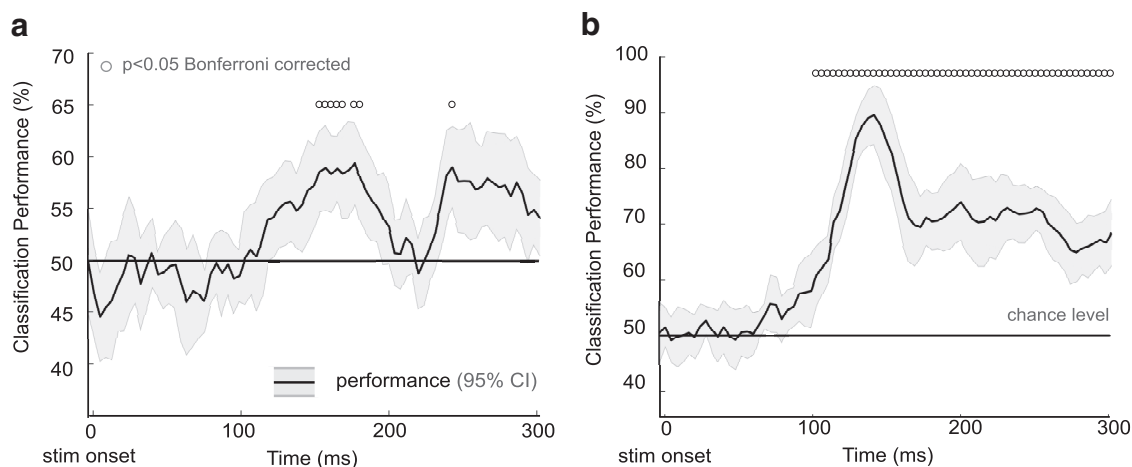 a
70
65
60
55
50
45
40
Classification Performance (%)
p<0.05 Bonferroni corrected
performance (95% CI)
0 100 200 300
stim onset Time (ms)
b
100
90
80
70
60
50
40
Classification Performance (%)
chance level
0 100 200 300
stim onset Time (ms)